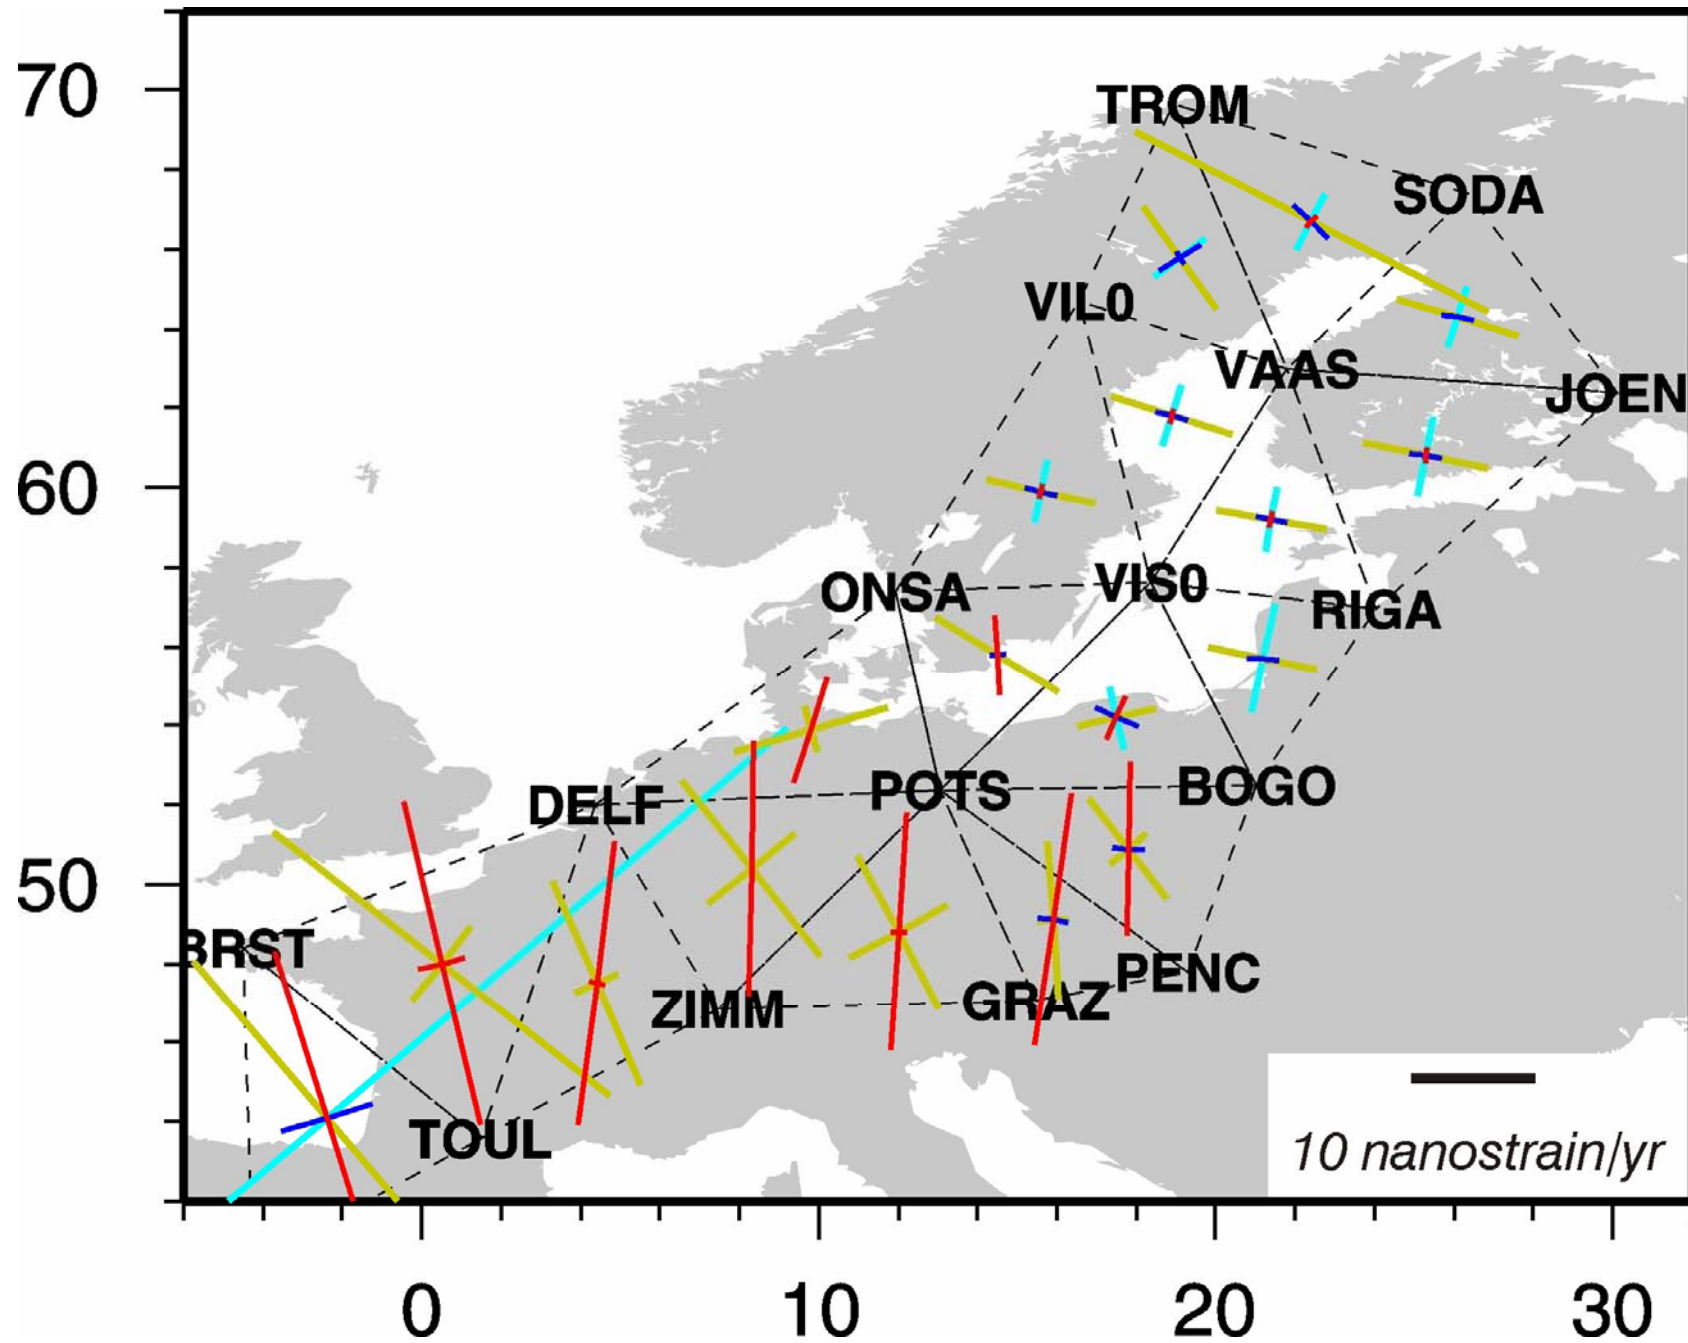 70
TROM
SODA
VIL0
VAAS
JOEN
60
ONSA
VIS0
RIGA
DELF
POTS
BOGO
50
BRST
ZIMM
GRAZ
PENC
TOUL
10 nanostrain/yr
0
10
20
30